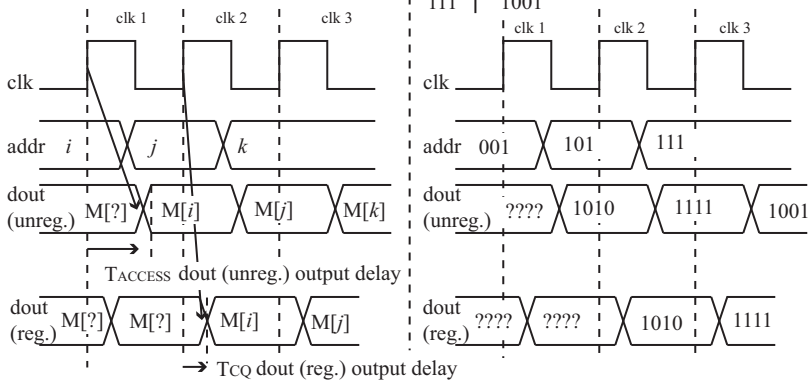 111 | 1001
clk 1 clk 2 clk 3
clk
addr i j k
dout
(unreg.) M[?] M[i] M[j] M[k]
TACCESS dout (unreg.) output delay
dout
(reg.) M[?] M[?] M[i] M[j]
TCQ dout (reg.) output delay
clk 1 clk 2 clk 3
clk
addr 001 101 111
dout
(unreg.) ???? 1010 1111 1001
dout
(reg.) ???? ???? 1010 1111